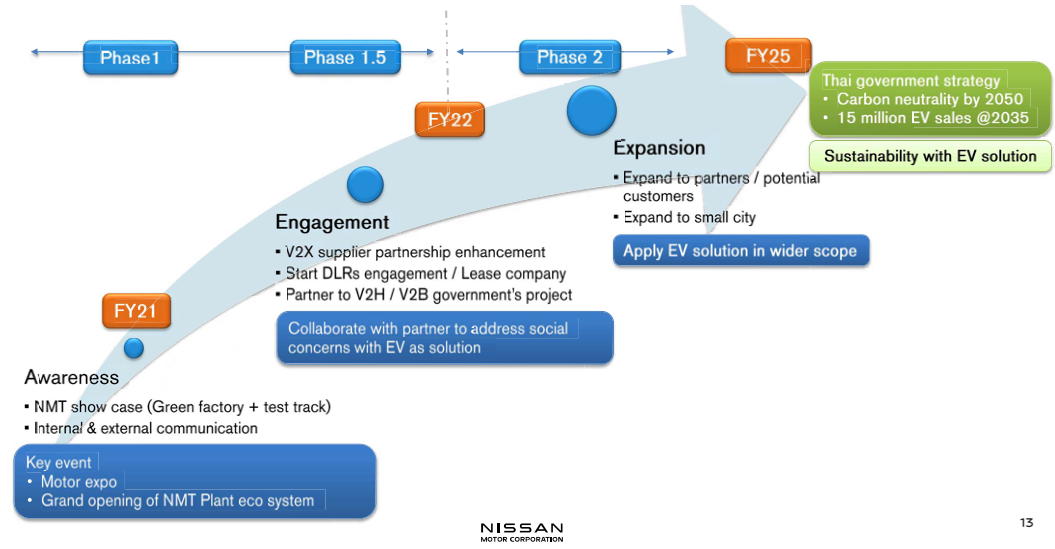 Phase1
Phase 1.5
Phase 2
FY25
Thai government strategy
• Carbon neutrality by 2050
• 15 million EV sales @2035
Sustainability with EV solution
FY22
Expansion
▪ Expand to partners / potential
customers
▪ Expand to small city
Apply EV solution in wider scope
Engagement
▪ V2X supplier partnership enhancement
▪ Start DLRs engagement / Lease company
▪ Partner to V2H / V2B government's project
Collaborate with partner to address social
concerns with EV as solution
FY21
Awareness
▪ NMT show case (Green factory + test track)
▪ Internal & external communication
Key event
• Motor expo
• Grand opening of NMT Plant eco system
NISSAN
MOTOR CORPORATION
13